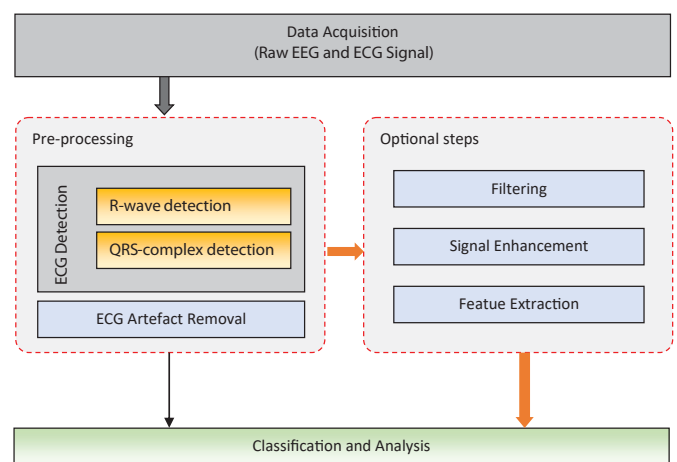 Data Acquisition
(Raw EEG and ECG Signal)
Pre-processing
ECG Detection
R-wave detection
QRS-complex detection
ECG Artefact Removal
Optional steps
Filtering
Signal Enhancement
Featue Extraction
Classification and Analysis